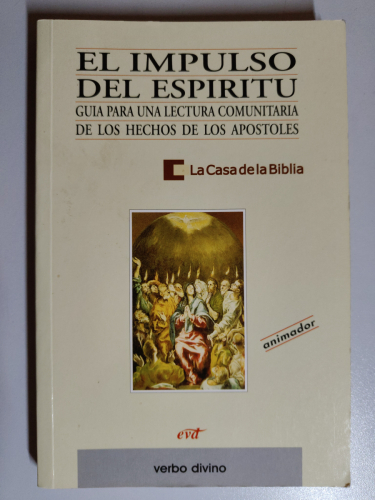 EL IMPULSO
DEL ESPIRITU
GUIA PARA UNA LECTURA COMUNITARIA
DE LOS HECHOS DE LOS APOSTOLES
La Casa de la Biblia
animador
evd
verbo divino